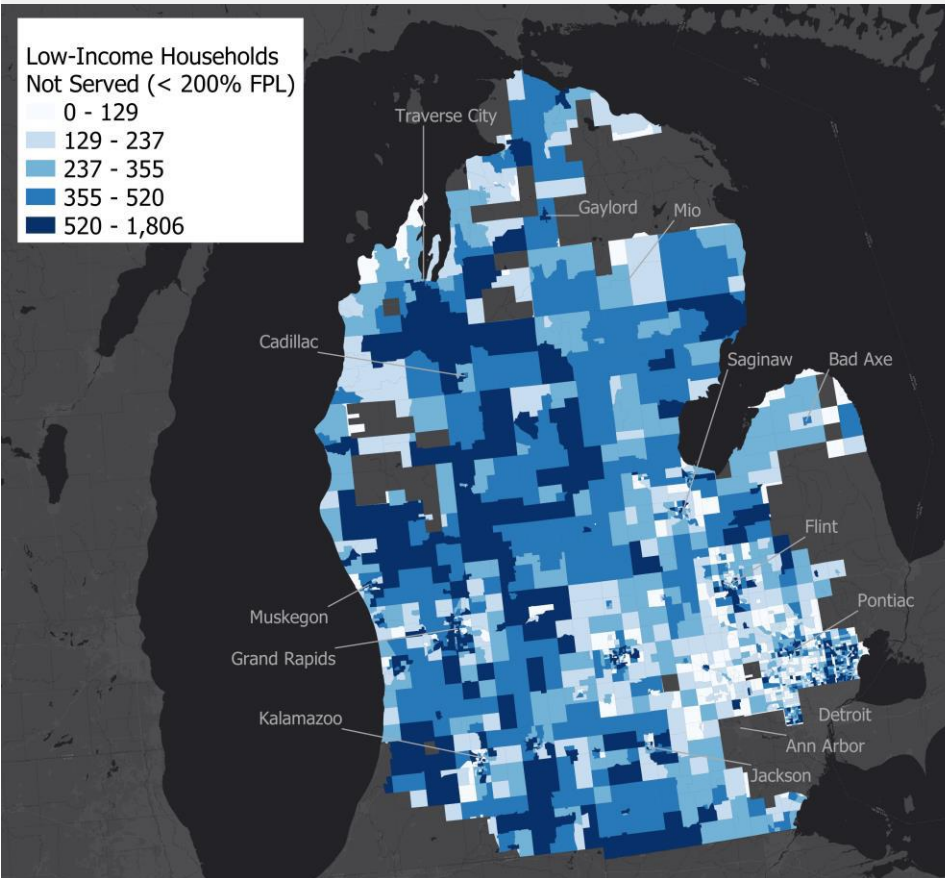 Low-Income Households
Not Served (< 200% FPL)
0 - 129
129 - 237
237 - 355
355 - 520
520 - 1,806
Traverse City
Gaylord
Mio
Cadillac
Saginaw
Bad Axe
Flint
Muskegon
Pontiac
Grand Rapids
Kalamazoo
Detroit
Ann Arbor
Jackson